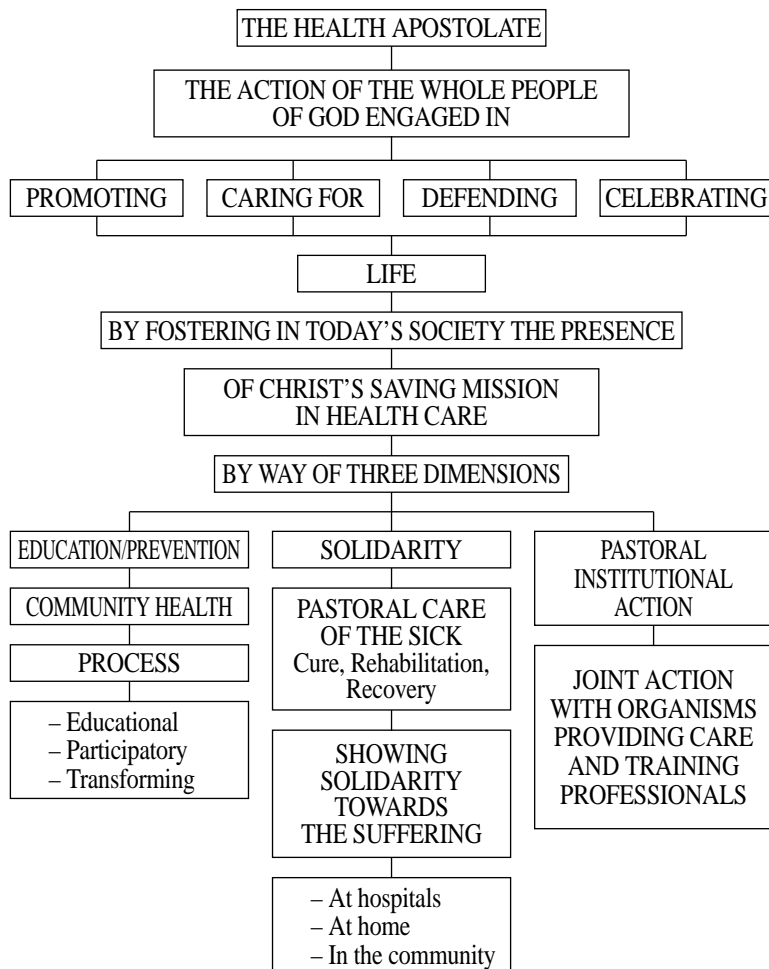 THE HEALTH APOSTOLATE
THE ACTION OF THE WHOLE PEOPLE
OF GOD ENGAGED IN
PROMOTING
CARING FOR
DEFENDING
CELEBRATING
LIFE
BY FOSTERING IN TODAY'S SOCIETY THE PRESENCE
OF CHRIST'S SAVING MISSION
IN HEALTH CARE
BY WAY OF THREE DIMENSIONS
EDUCATION/PREVENTION
COMMUNITY HEALTH
PROCESS
– Educational
– Participatory
– Transforming
SOLIDARITY
PASTORAL CARE
OF THE SICK
Cure, Rehabilitation,
Recovery
SHOWING
SOLIDARITY
TOWARDS
THE SUFFERING
– At hospitals
– At home
– In the community
PASTORAL
INSTITUTIONAL
ACTION
JOINT ACTION
WITH ORGANISMS
PROVIDING CARE
AND TRAINING
PROFESSIONALS